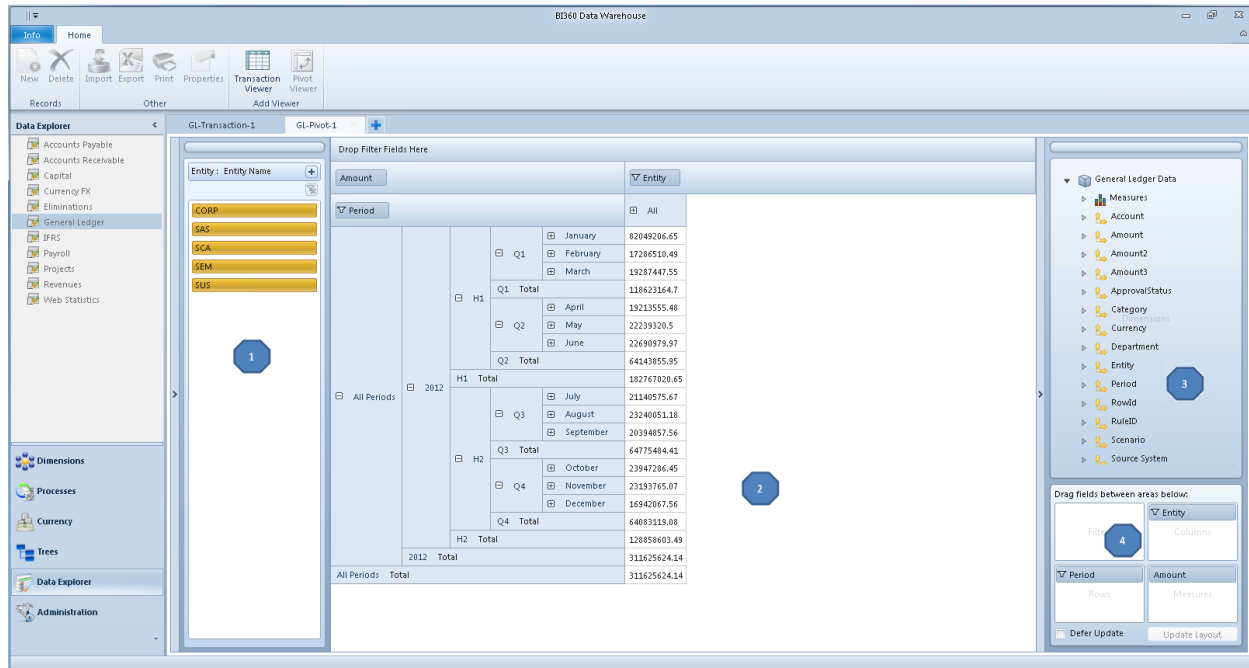 BI360 Data Warehouse
Info Home
New Delete Import Export Print Properties Transaction Viewer Pivot Viewer
Records Other Add Viewer
Data Explorer
Accounts Payable
Accounts Receivable
Capital
Currency FX
Eliminations
General Ledger
IFRS
Payroll
Projects
Revenues
Web Statistics
Dimensions
Processes
Currency
Trees
Data Explorer
Administration
GL-Transaction-1 GL-Pivot-1
Entity : Entity Name
CORP
SAS
SCA
SEM
SUS
1
Drop Filter Fields Here
Amount Entity
Period All
January 82049206.65
Q1 February 17286510.49
March 19287447.55
Q1 Total 118623164.7
H1 April 19213555.48
Q2 May 22239320.5
June 22690979.97
Q2 Total 64143855.95
H1 Total 182767020.65
All Periods 2012 July 21140575.67
Q3 August 23240051.18
September 20394857.56
Q3 Total 64775484.41
H2 October 23947286.45
Q4 November 23193765.07
December 16942067.56
Q4 Total 64083119.08
H2 Total 128858603.49
2012 Total 311625624.14
All Periods Total 311625624.14
2
General Ledger Data
Measures
Account
Amount
Amount2
Amount3
ApprovalStatus
Category
Dimensions
Currency
Department
Entity
Period
RowId
RuleID
Scenario
Source System
3
Drag fields between areas below:
Entity
4 Columns
Period Amount
Rows Measures
Defer Update Update Layout